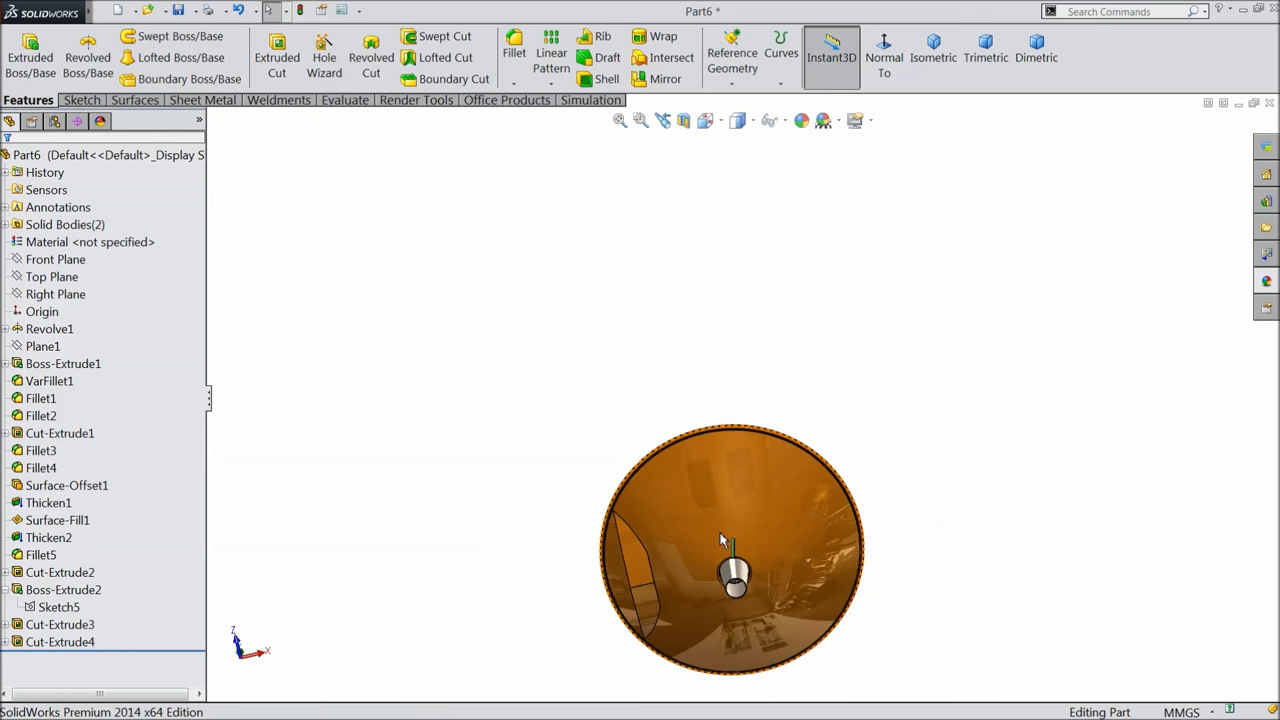 SOLIDWORKS
Part6 *
Search Commands
Extruded Boss/Base
Revolved Boss/Base
Swept Boss/Base
Lofted Boss/Base
Boundary Boss/Base
Extruded Cut
Hole Wizard
Revolved Cut
Swept Cut
Lofted Cut
Boundary Cut
Fillet
Linear Pattern
Rib
Draft
Shell
Wrap
Intersect
Mirror
Reference Geometry
Curves
Instant3D
Normal To
Isometric
Trimetric
Dimetric
Features Sketch Surfaces Sheet Metal Weldments Evaluate Render Tools Office Products Simulation
Part6 (Default<<Default>_Display S
History
Sensors
Annotations
Solid Bodies(2)
Material <not specified>
Front Plane
Top Plane
Right Plane
Origin
Revolve1
Plane1
Boss-Extrude1
VarFillet1
Fillet1
Fillet2
Cut-Extrude1
Fillet3
Fillet4
Surface-Offset1
Thicken1
Surface-Fill1
Thicken2
Fillet5
Cut-Extrude2
Boss-Extrude2
Sketch5
Cut-Extrude3
Cut-Extrude4
Z
X
SolidWorks Premium 2014 x64 Edition
Editing Part
MMGS